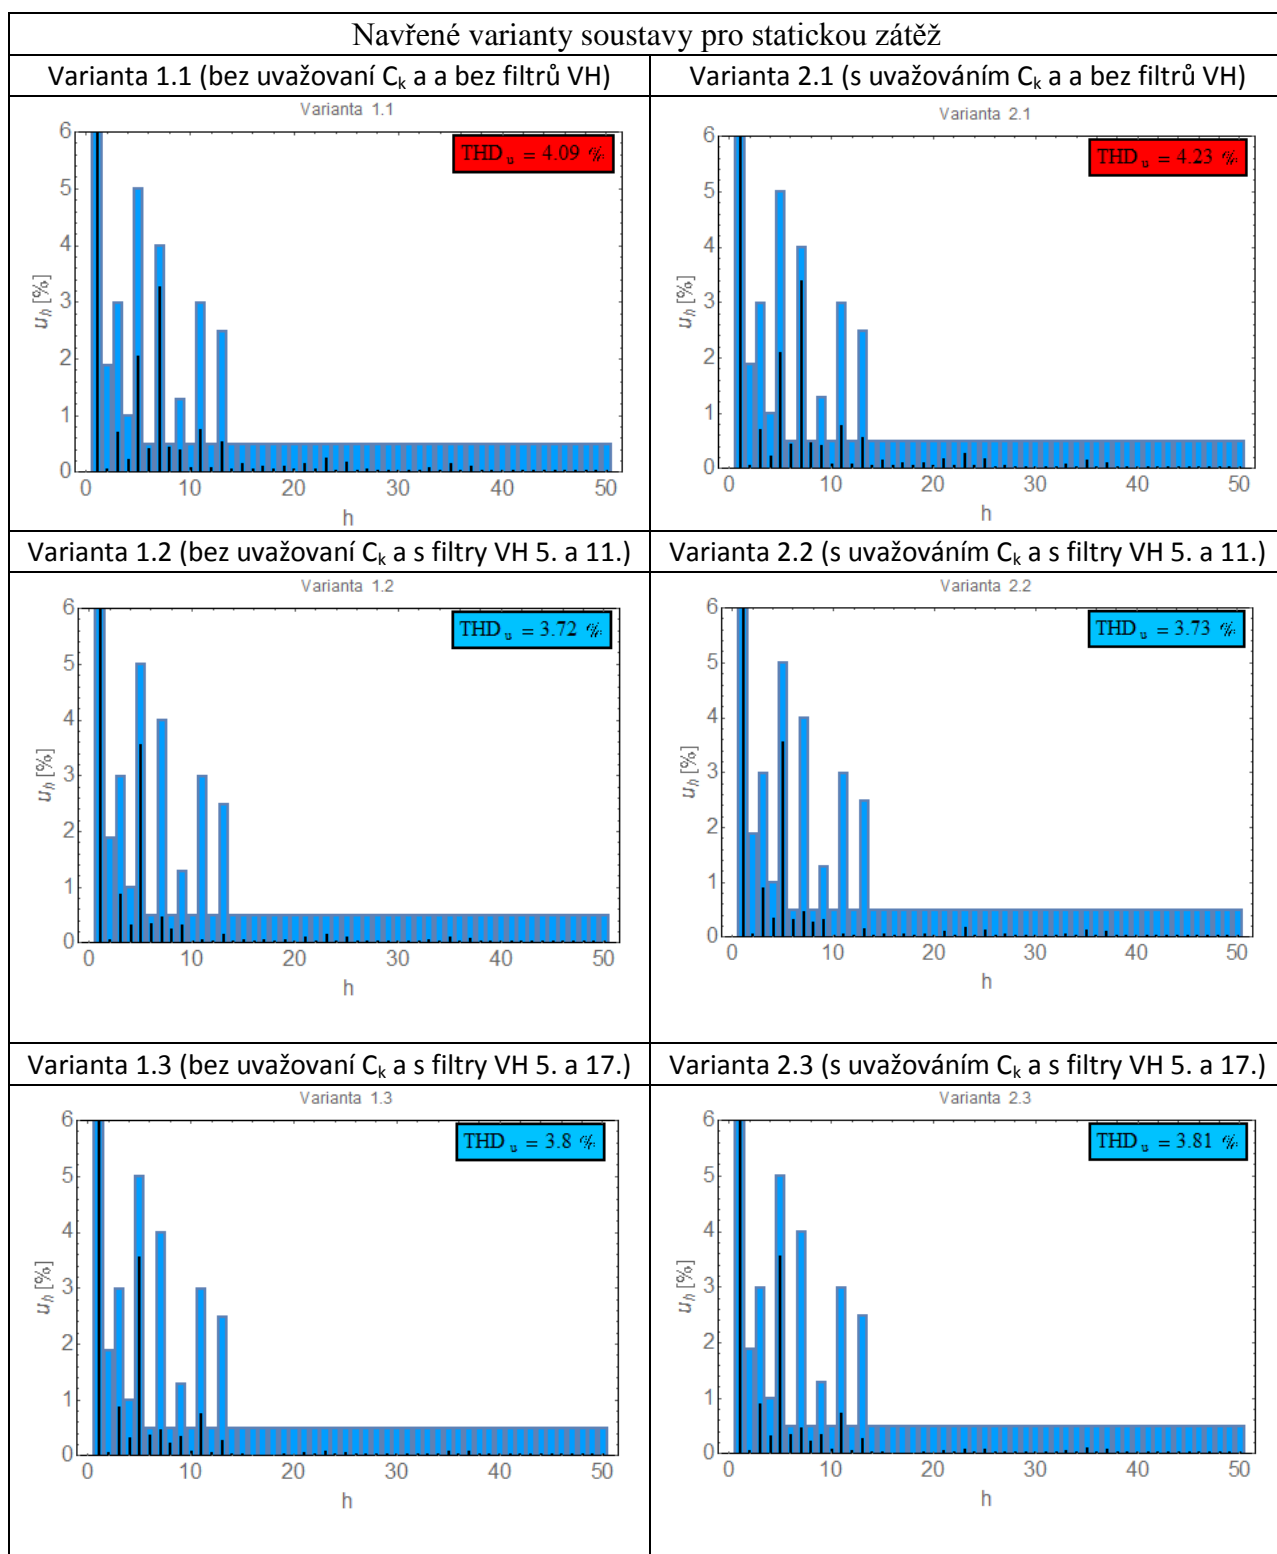 Navřené varianty soustavy pro statickou zátěž
Varianta 1.1 (bez uvažovaní Ck a a bez filtrů VH)
Varianta 2.1 (s uvažováním Ck a a bez filtrů VH)
Varianta 1.1
THD u = 4.09 %
6
5
4
3
2
1
0
uh [%]
0 10 20 30 40 50
h
Varianta 2.1
THD u = 4.23 %
6
5
4
3
2
1
0
uh [%]
0 10 20 30 40 50
h
Varianta 1.2 (bez uvažovaní Ck a s filtry VH 5. a 11.)
Varianta 2.2 (s uvažováním Ck a s filtry VH 5. a 11.)
Varianta 1.2
THD u = 3.72 %
6
5
4
3
2
1
0
uh [%]
0 10 20 30 40 50
h
Varianta 2.2
THD u = 3.73 %
6
5
4
3
2
1
0
uh [%]
0 10 20 30 40 50
h
Varianta 1.3 (bez uvažovaní Ck a s filtry VH 5. a 17.)
Varianta 2.3 (s uvažováním Ck a s filtry VH 5. a 17.)
Varianta 1.3
THD u = 3.8 %
6
5
4
3
2
1
0
uh [%]
0 10 20 30 40 50
h
Varianta 2.3
THD u = 3.81 %
6
5
4
3
2
1
0
uh [%]
0 10 20 30 40 50
h